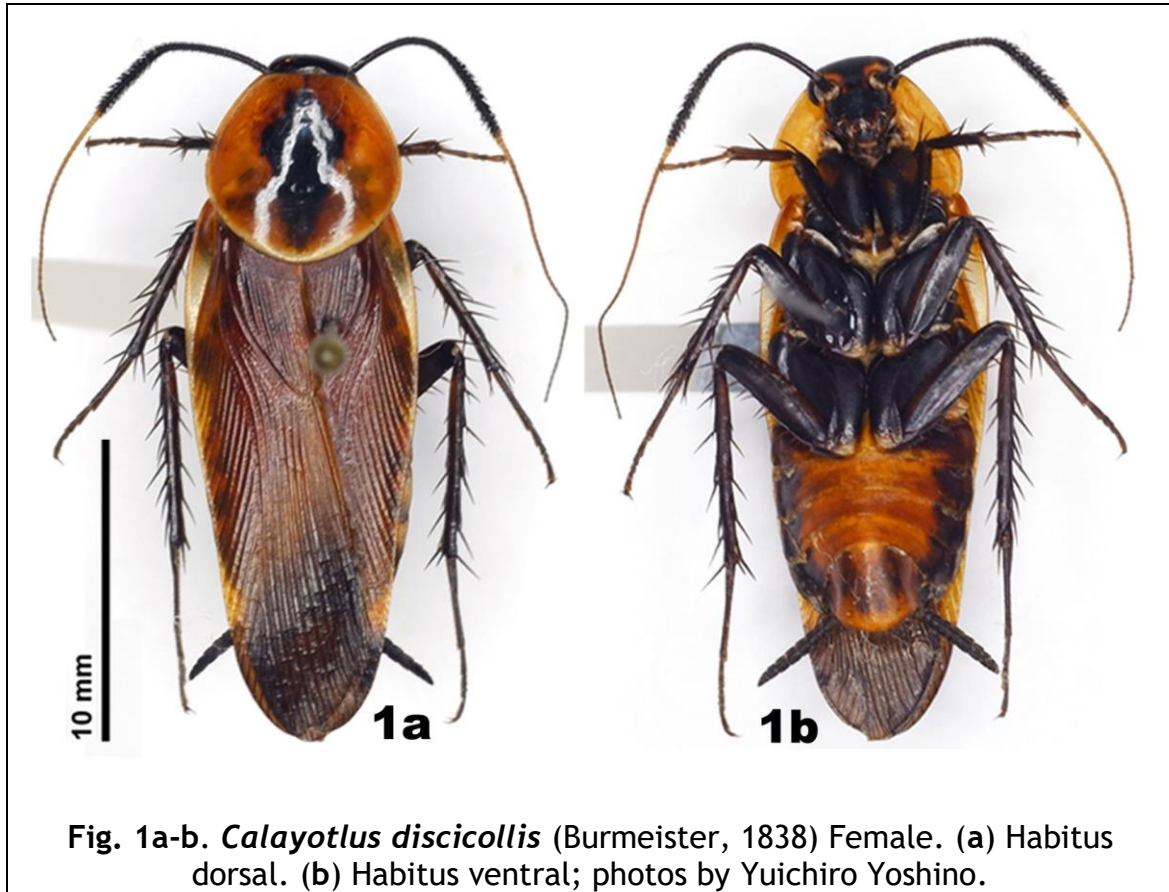 10 mm
1a
1b
Fig. 1a-b. Calayotlus discicollis (Burmeister, 1838) Female. (a) Habitus
dorsal. (b) Habitus ventral; photos by Yuichiro Yoshino.